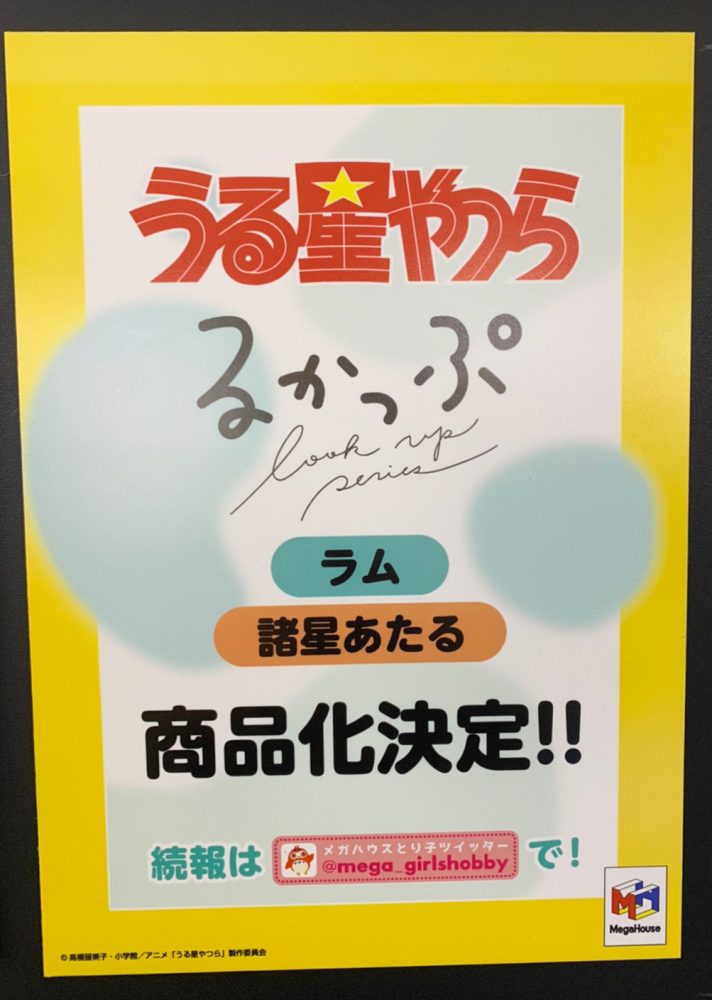 うる星やつら
るかっぷ
look up
series
ラム
諸星あたる
商品化決定!!
続報は
メガハウスとり子ツイッター
@mega_girlshobby
で!
MegaHouse
© 高橋留美子・小学館／アニメ「うる星やつら」製作委員会